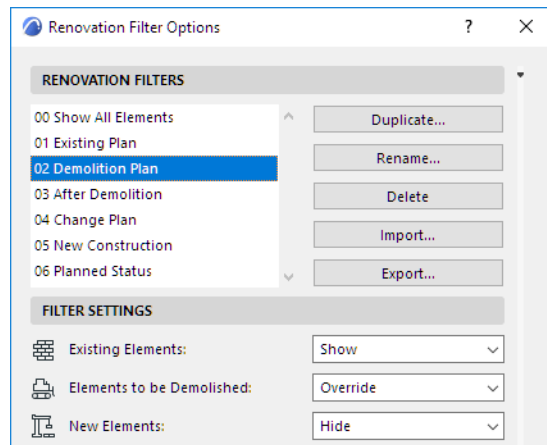 Renovation Filter Options
?
RENOVATION FILTERS
00 Show All Elements
01 Existing Plan
02 Demolition Plan
03 After Demolition
04 Change Plan
05 New Construction
06 Planned Status
Duplicate...
Rename...
Delete
Import...
Export...
FILTER SETTINGS
Existing Elements: Show
Elements to be Demolished: Override
New Elements: Hide